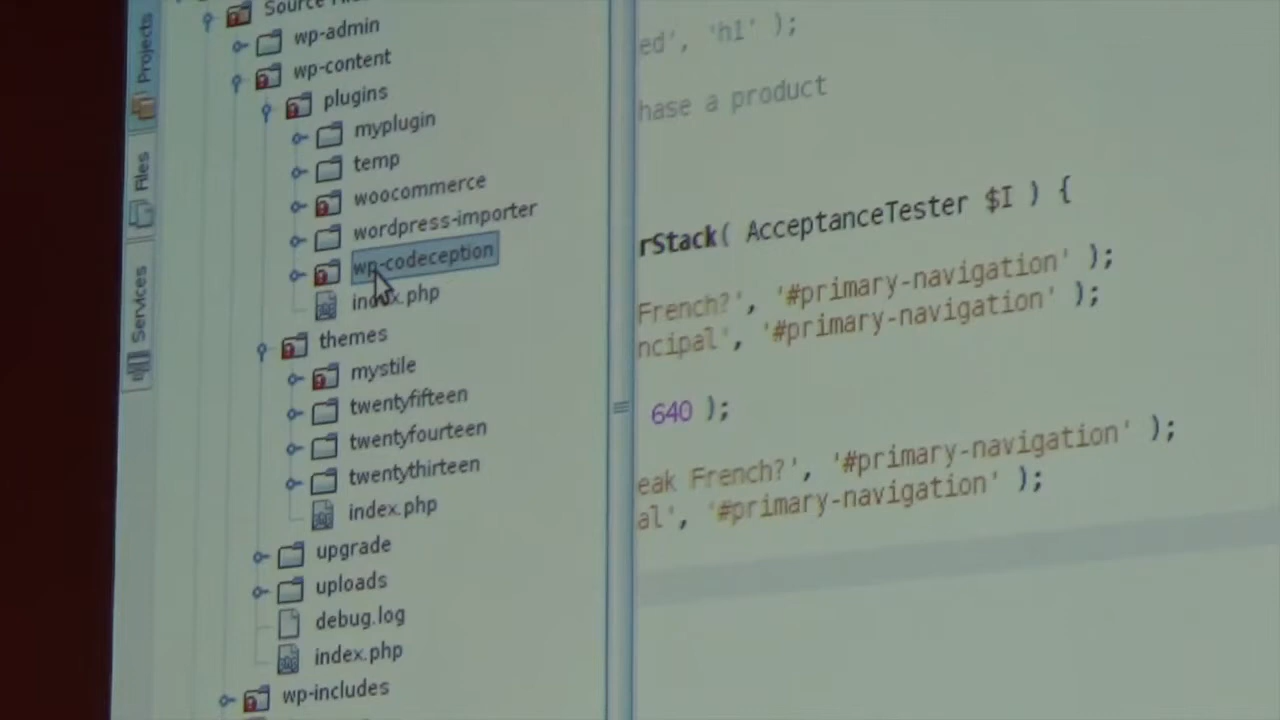 Projects
Files
Services
Source
wp-admin
wp-content
plugins
myplugin
temp
woocommerce
wordpress-importer
wp-codeception
index.php
themes
mystile
twentyfifteen
twentyfourteen
twentythirteen
index.php
upgrade
uploads
debug.log
index.php
wp-includes
ed', 'h1' );
hase a product
rStack( AcceptanceTester $I ) {
French?', '#primary-navigation' );
ncipal', '#primary-navigation' );
640 );
eak French?', '#primary-navigation' );
al', '#primary-navigation' );